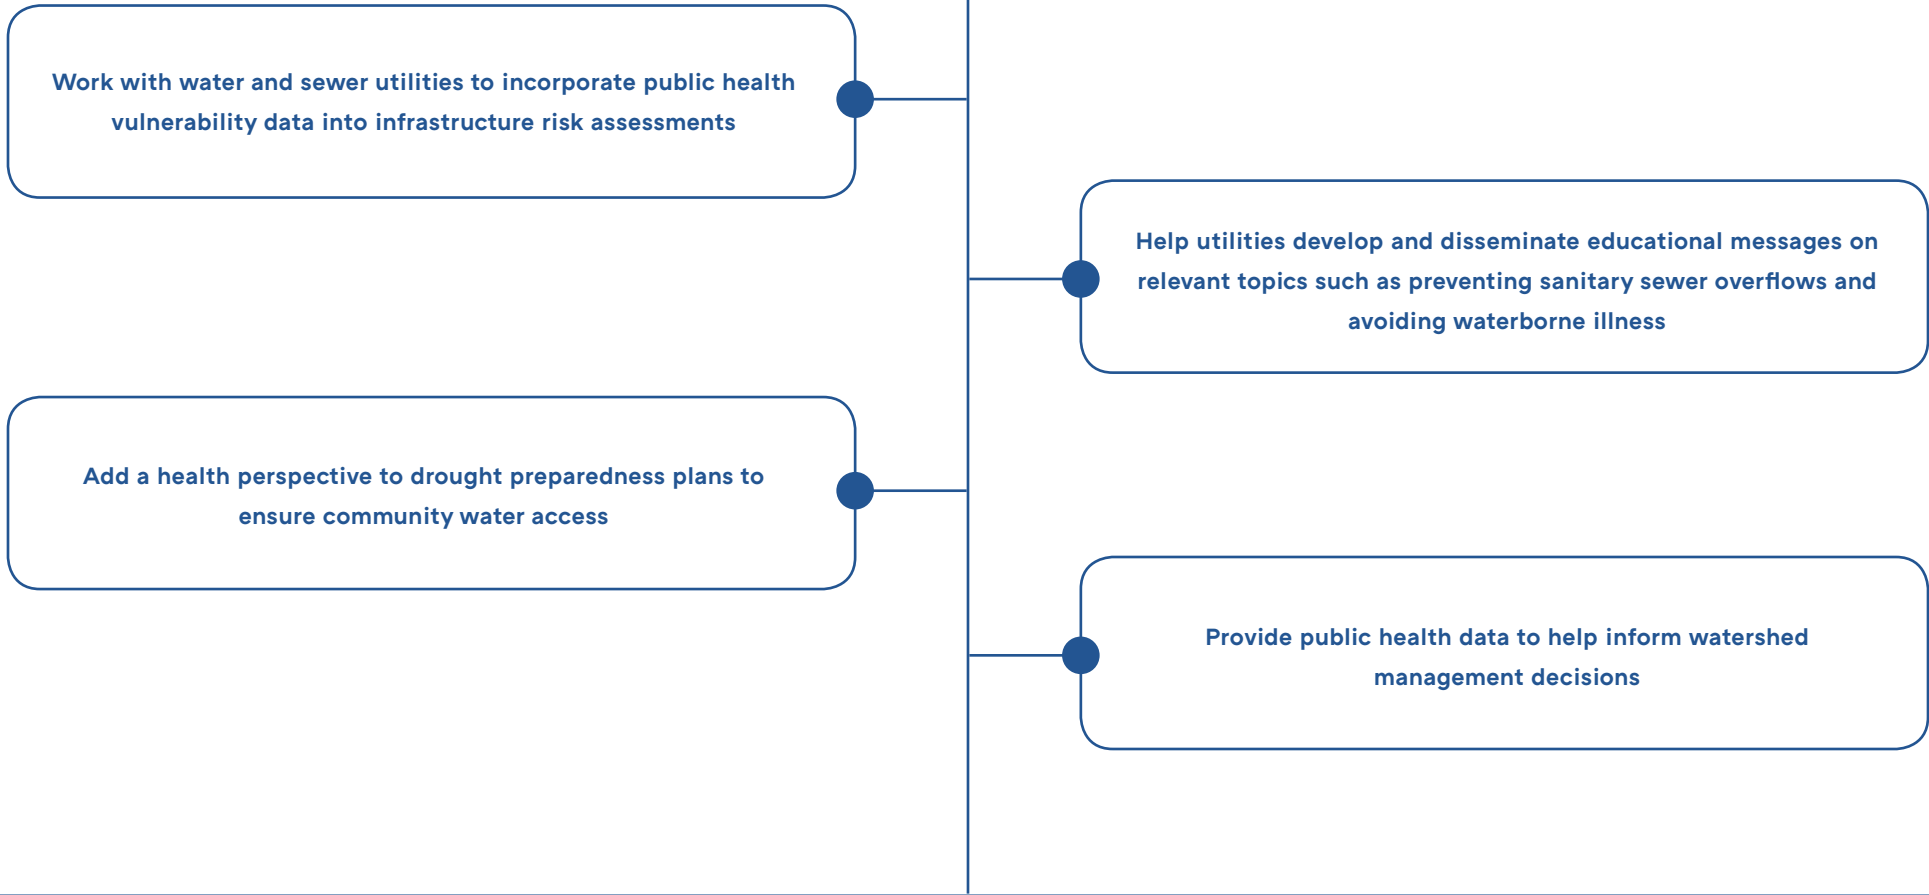 Work with water and sewer utilities to incorporate public health
vulnerability data into infrastructure risk assessments
Help utilities develop and disseminate educational messages on
relevant topics such as preventing sanitary sewer overflows and
avoiding waterborne illness
Add a health perspective to drought preparedness plans to
ensure community water access
Provide public health data to help inform watershed
management decisions